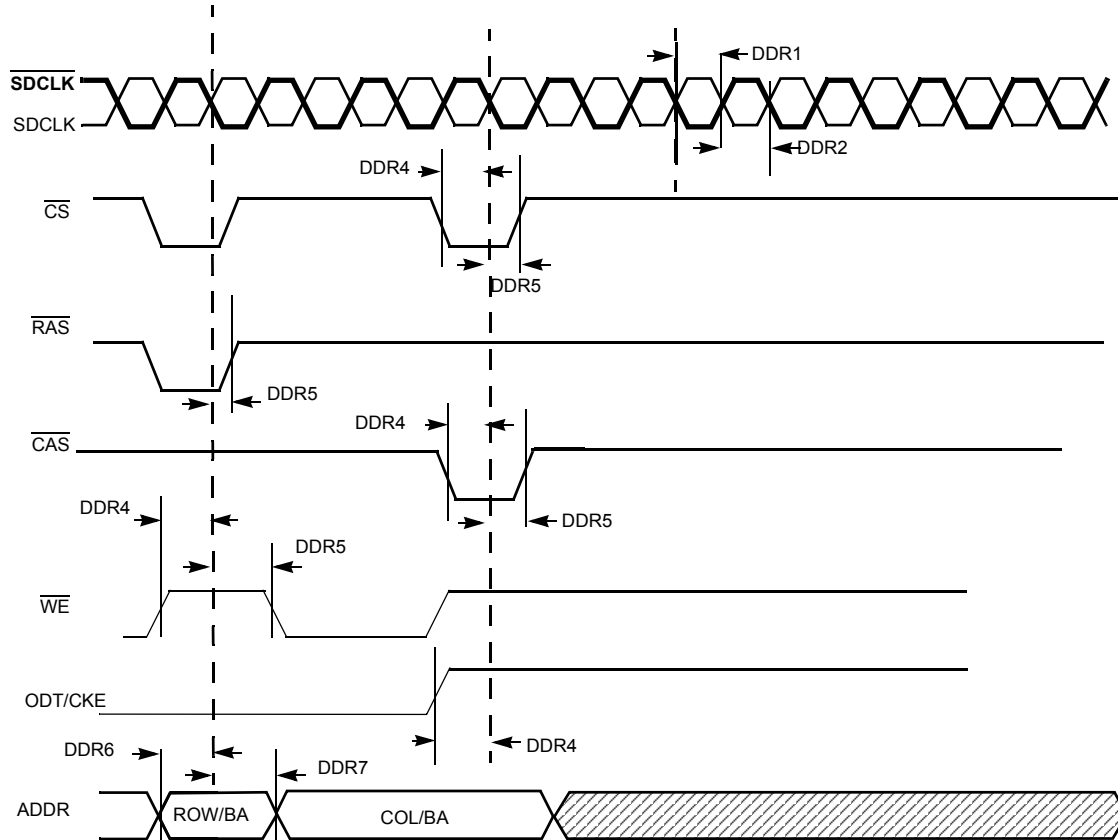 DDR1
SDCLK
SDCLK
DDR2
DDR4
CS
DDR5
RAS
DDR5
DDR4
CAS
DDR4
DDR5
DDR5
WE
ODT/CKE
DDR4
DDR6
DDR7
ADDR
ROW/BA
COL/BA